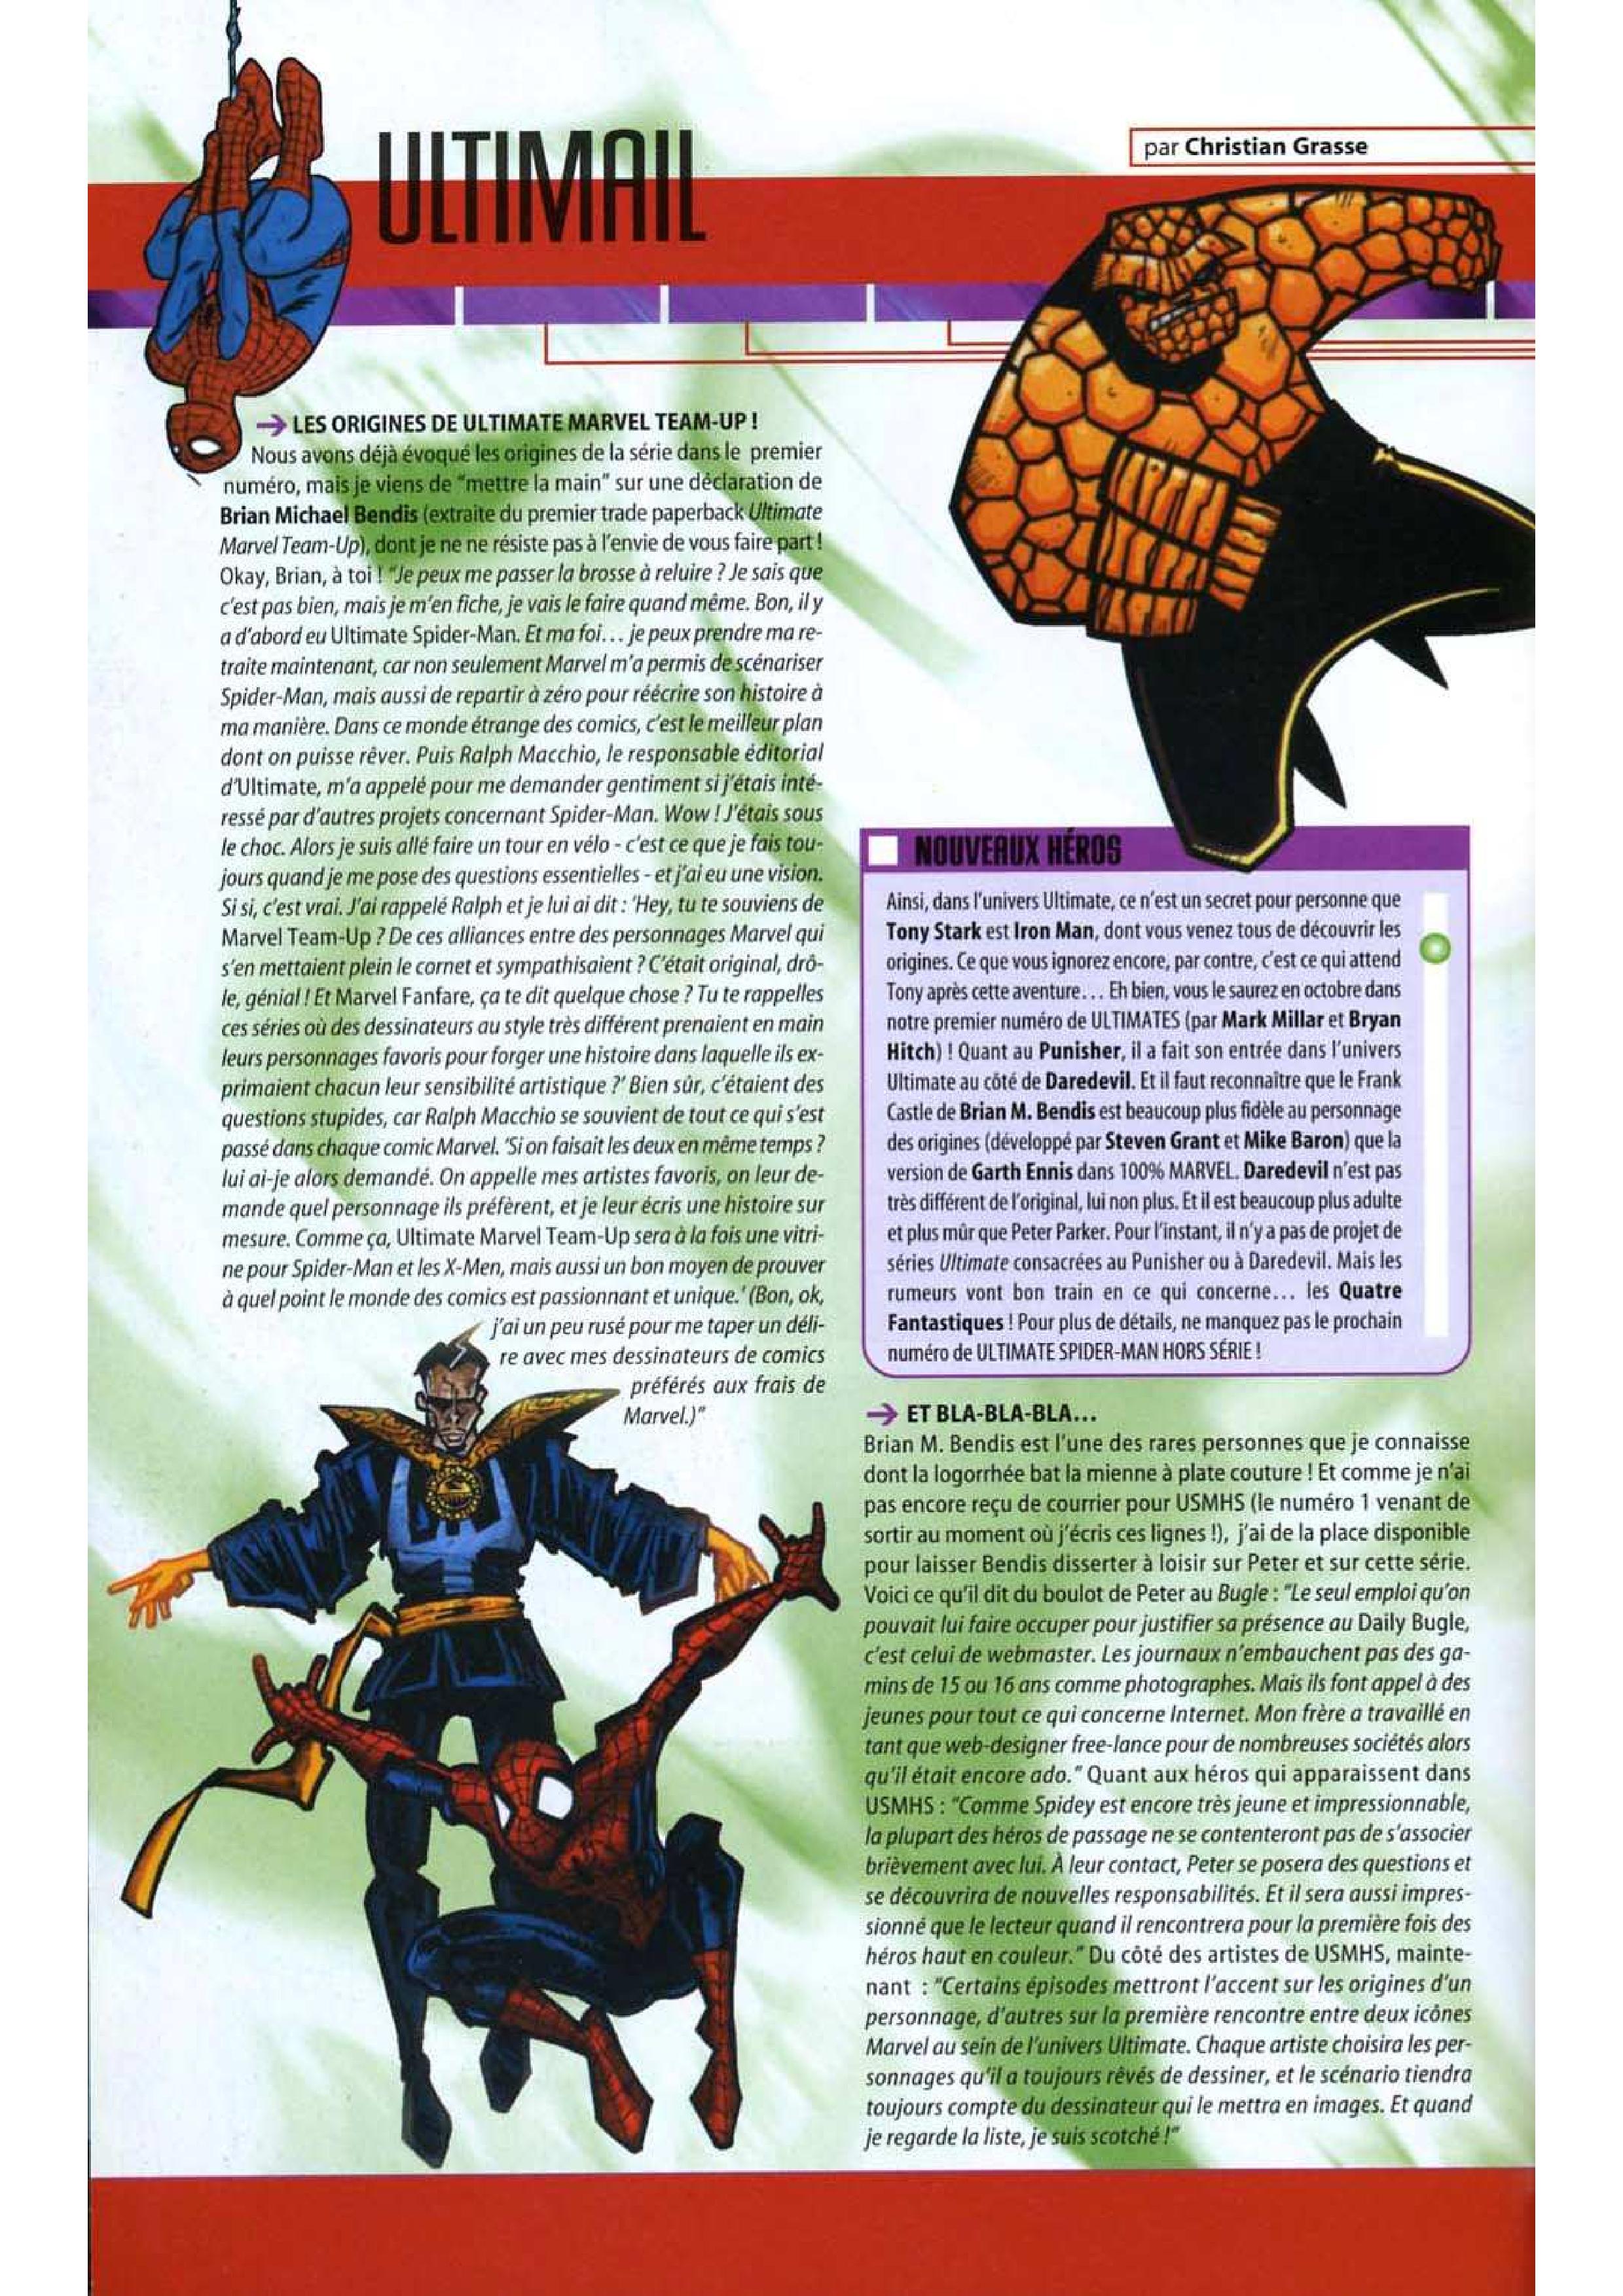 ULTIMAIL
par Christian Grasse
LES ORIGINES DE ULTIMATE MARVEL TEAM-UP !
Nous avons déjà évoqué les origines de la série dans le premier
numéro, mais je viens de "mettre la main" sur une déclaration de
Brian Michael Bendis (extraite du premier trade paperback Ultimate
Marvel Team-Up), dont je ne ne résiste pas à l'envie de vous faire part !
Okay, Brian, à toi ! "Je peux me passer la brosse à reluire ? Je sais que
c'est pas bien, mais je m'en fiche, je vais le faire quand même. Bon, il y
a d'abord eu Ultimate Spider-Man. Et ma foi... je peux prendre ma re-
traite maintenant, car non seulement Marvel m'a permis de scénariser
Spider-Man, mais aussi de repartir à zéro pour réécrire son histoire à
ma manière. Dans ce monde étrange des comics, c'est le meilleur plan
dont on puisse rêver. Puis Ralph Macchio, le responsable éditorial
d'Ultimate, m'a appelé pour me demander gentiment si j'étais inté-
ressé par d'autres projets concernant Spider-Man. Wow ! J'étais sous
le choc. Alors je suis allé faire un tour en vélo - c'est ce que je fais tou-
jours quand je me pose des questions essentielles - et j'ai eu une vision.
Si si, c'est vrai. J'ai rappelé Ralph et je lui ai dit : 'Hey, tu te souviens de
Marvel Team-Up ? De ces alliances entre des personnages Marvel qui
s'en mettaient plein le cornet et sympathisaient ? C'était original, drô-
le, génial ! Et Marvel Fanfare, ça te dit quelque chose ? Tu te rappelles
ces séries où des dessinateurs au style très différent prenaient en main
leurs personnages favoris pour forger une histoire dans laquelle ils ex-
primaient chacun leur sensibilité artistique ?' Bien sûr, c'étaient des
questions stupides, car Ralph Macchio se souvient de tout ce qui s'est
passé dans chaque comic Marvel. 'Si on faisait les deux en même temps ?
lui ai-je alors demandé. On appelle mes artistes favoris, on leur de-
mande quel personnage ils préfèrent, et je leur écris une histoire sur
mesure. Comme ça, Ultimate Marvel Team-Up sera à la fois une vitri-
ne pour Spider-Man et les X-Men, mais aussi un bon moyen de prouver
à quel point le monde des comics est passionnant et unique.' (Bon, ok,
j'ai un peu rusé pour me taper un déli-
re avec mes dessinateurs de comics
préférés aux frais de
Marvel.)"
NOUVEAUX HÉROS
Ainsi, dans l'univers Ultimate, ce n'est un secret pour personne que
Tony Stark est Iron Man, dont vous venez tous de découvrir les
origines. Ce que vous ignorez encore, par contre, c'est ce qui attend
Tony après cette aventure... Eh bien, vous le saurez en octobre dans
notre premier numéro de ULTIMATES (par Mark Millar et Bryan
Hitch) ! Quant au Punisher, il a fait son entrée dans l'univers
Ultimate au côté de Daredevil. Et il faut reconnaître que le Frank
Castle de Brian M. Bendis est beaucoup plus fidèle au personnage
des origines (développé par Steven Grant et Mike Baron) que la
version de Garth Ennis dans 100% MARVEL. Daredevil n'est pas
très différent de l'original, lui non plus. Et il est beaucoup plus adulte
et plus mûr que Peter Parker. Pour l'instant, il n'y a pas de projet de
séries Ultimate consacrées au Punisher ou à Daredevil. Mais les
rumeurs vont bon train en ce qui concerne... les Quatre
Fantastiques ! Pour plus de détails, ne manquez pas le prochain
numéro de ULTIMATE SPIDER-MAN HORS SÉRIE !
ET BLA-BLA-BLA...
Brian M. Bendis est l'une des rares personnes que je connaisse
dont la logorrhée bat la mienne à plate couture ! Et comme je n'ai
pas encore reçu de courrier pour USMHS (le numéro 1 venant de
sortir au moment où j'écris ces lignes !), j'ai de la place disponible
pour laisser Bendis disserter à loisir sur Peter et sur cette série.
Voici ce qu'il dit du boulot de Peter au Bugle : "Le seul emploi qu'on
pouvait lui faire occuper pour justifier sa présence au Daily Bugle,
c'est celui de webmaster. Les journaux n'embauchent pas des ga-
mins de 15 ou 16 ans comme photographes. Mais ils font appel à des
jeunes pour tout ce qui concerne Internet. Mon frère a travaillé en
tant que web-designer free-lance pour de nombreuses sociétés alors
qu'il était encore ado." Quant aux héros qui apparaissent dans
USMHS : "Comme Spidey est encore très jeune et impressionnable,
la plupart des héros de passage ne se contenteront pas de s'associer
brièvement avec lui. À leur contact, Peter se posera des questions et
se découvrira de nouvelles responsabilités. Et il sera aussi impres-
sionné que le lecteur quand il rencontrera pour la première fois des
héros haut en couleur." Du côté des artistes de USMHS, mainte-
nant : "Certains épisodes mettront l'accent sur les origines d'un
personnage, d'autres sur la première rencontre entre deux icônes
Marvel au sein de l'univers Ultimate. Chaque artiste choisira les per-
sonnages qu'il a toujours rêvés de dessiner, et le scénario tiendra
toujours compte du dessinateur qui le mettra en images. Et quand
je regarde la liste, je suis scotché !"